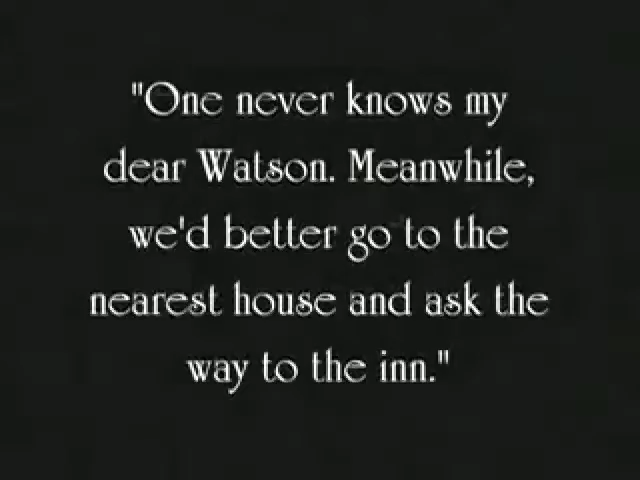 "One never knows my
dear Watson. Meanwhile,
we'd better go to the
nearest house and ask the
way to the inn."